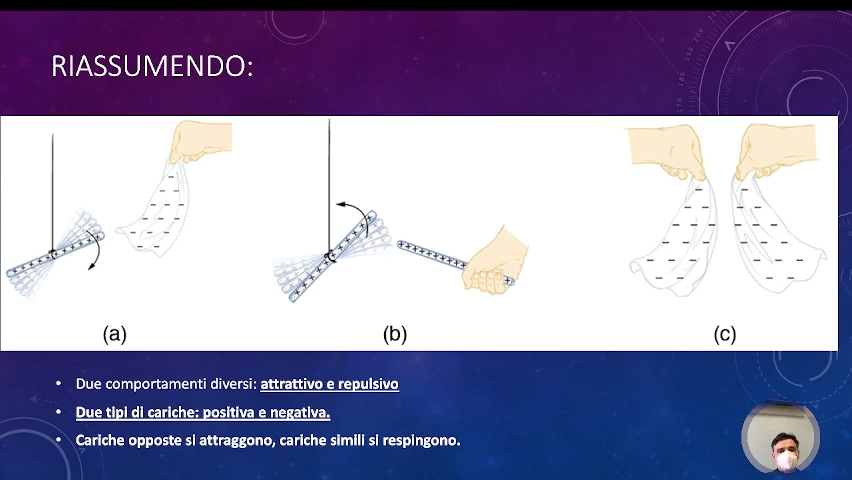 RIASSUMENDO:
(a)
(b)
(c)
• Due comportamenti diversi: attrattivo e repulsivo
• Due tipi di cariche: positiva e negativa.
• Cariche opposte si attraggono, cariche simili si respingono.